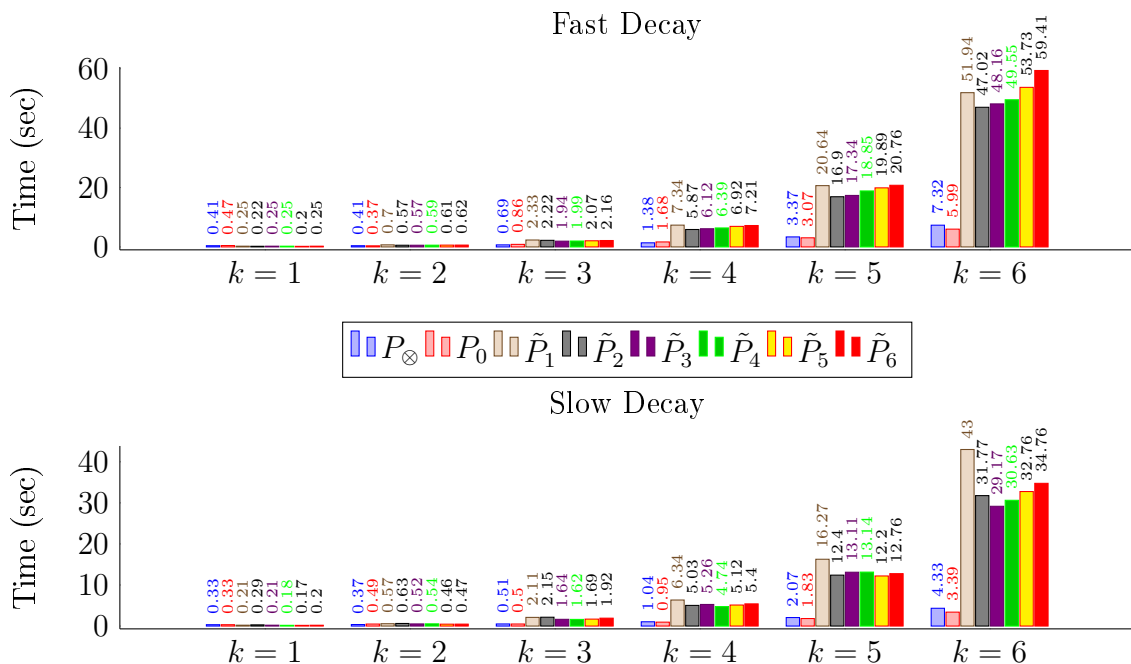 Fast Decay
Time (sec)
60
40
20
0
0.41 0.47 0.25 0.22 0.25 0.25 0.2 0.25
0.41 0.37 0.7 0.57 0.57 0.59 0.61 0.62
0.69 0.86 2.33 2.22 1.94 1.99 2.07 2.16
1.38 1.68 7.34 5.87 6.12 6.39 6.92 7.21
3.37 3.07 20.64 16.9 17.34 18.85 19.89 20.76
7.32 5.99 51.94 47.02 48.16 49.55 53.73 59.41
k = 1 k = 2 k = 3 k = 4 k = 5 k = 6
P⊗ P0 P̃1 P̃2 P̃3 P̃4 P̃5 P̃6
Slow Decay
Time (sec)
40
30
20
10
0
0.33 0.33 0.21 0.29 0.21 0.18 0.17 0.2
0.37 0.49 0.57 0.63 0.52 0.54 0.46 0.47
0.51 0.5 2.11 2.15 1.64 1.62 1.69 1.92
1.04 0.95 6.34 5.03 5.26 4.74 5.12 5.4
2.07 1.83 16.27 12.4 13.11 13.14 12.2 12.76
4.33 3.39 43 31.77 29.17 30.63 32.76 34.76
k = 1 k = 2 k = 3 k = 4 k = 5 k = 6